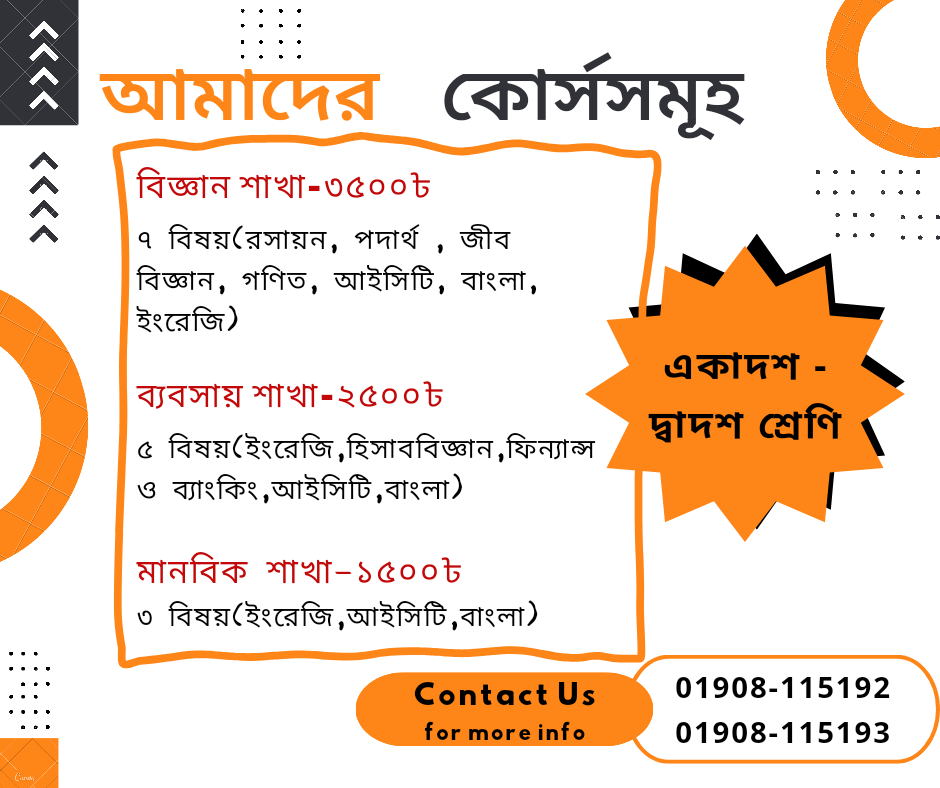 আমাদের কোর্সসমূহ
বিজ্ঞান শাখা-৩৫০০৳
৭ বিষয়(রসায়ন, পদার্থ , জীব
বিজ্ঞান, গণিত, আইসিটি, বাংলা,
ইংরেজি)
ব্যবসায় শাখা-২৫০০৳
৫ বিষয়(ইংরেজি,হিসাববিজ্ঞান,ফিন্যান্স
ও ব্যাংকিং,আইসিটি,বাংলা)
মানবিক শাখা–১৫০০৳
৩ বিষয়(ইংরেজি,আইসিটি,বাংলা)
একাদশ -
দ্বাদশ শ্রেণি
Contact Us
for more info
01908-115192
01908-115193
Canva